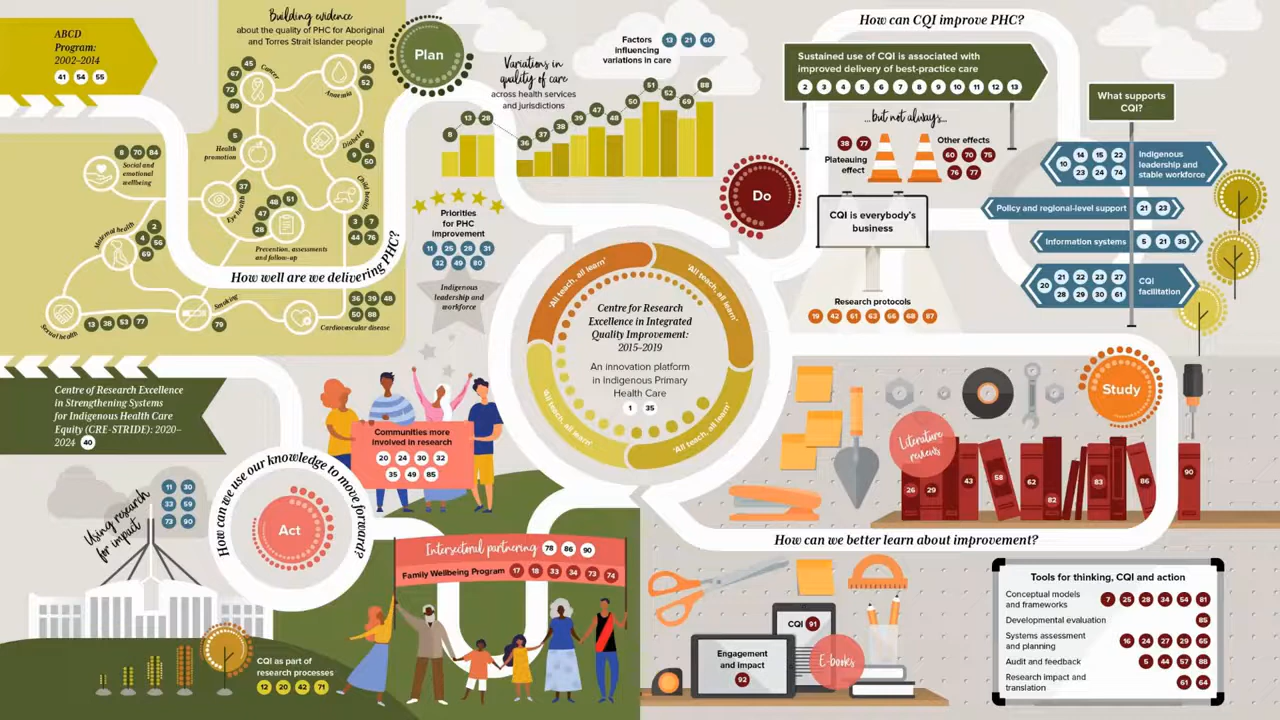 ABCD
Program:
2002–2014
41 54 55
Building evidence
about the quality of PHC for Aboriginal
and Torres Strait Islander people
45
67
72
89
Cancer
46
52
Anaemia
5
Health
promotion
Diabetes
9 6
50
8 70 84
Social and
emotional
wellbeing
37
Eye health
48 51
47
28
Prevention, assessments
and follow-up
Child health
3 7
44 76
Maternal health
2
4 56
69
How well are we delivering PHC?
Sexual health
13 38 53 77
Smoking
79
36 39 48
50 88
Cardiovascular disease
Plan
Variations in
quality of care
across health services
and jurisdictions
Factors
influencing
variations in care
13 21 60
8 13 28
36 37 38 39 47 48 50 51 52 69 88
Priorities
for PHC
improvement
11 25 28 31
32 49 80
Indigenous
leadership and
workforce
Do
How can CQI improve PHC?
Sustained use of CQI is associated with
improved delivery of best-practice care
2 3 4 5 6 7 8 9 10 11 12 13
...but not always...
38 77
Plateauing
effect
Other effects
60 70 75
76 77
CQI is everybody's
business
Research protocols
19 42 61 63 66 68 87
What supports
CQI?
10 14 15 22
23 24 74
Indigenous
leadership and
stable workforce
Policy and regional-level support 21 23
Information systems 5 21 36
20 21 22 23 27
28 29 30 61
CQI
facilitation
'All teach, all learn'
'All teach, all learn'
'All teach, all learn'
'All teach, all learn'
Centre for Research
Excellence in Integrated
Quality Improvement:
2015–2019
An innovation platform
in Indigenous Primary
Health Care
1 35
Study
Literature
reviews
26 29 43 58 62 82 83 86 90
How can we better learn about improvement?
Centre of Research Excellence
in Strengthening Systems
for Indigenous Health Care
Equity (CRE-STRIDE): 2020–
2024 40
Communities more
involved in research
20 24 30 32
35 49 85
How can we use our knowledge to move forward?
Act
Using research
for impact
11 30
33 59
73 90
Intersectoral partnering 78 86 90
Family Wellbeing Program 17 18 33 34 73 74
CQI as part of
research processes
12 20 42 71
CQI 91
Engagement
and impact
92
E-books
Tools for thinking, CQI and action
Conceptual models
and frameworks
7 25 28 34 54 81
Developmental evaluation 85
Systems assessment
and planning
16 24 27 29 65
Audit and feedback 5 44 57 88
Research impact and
translation
61 64